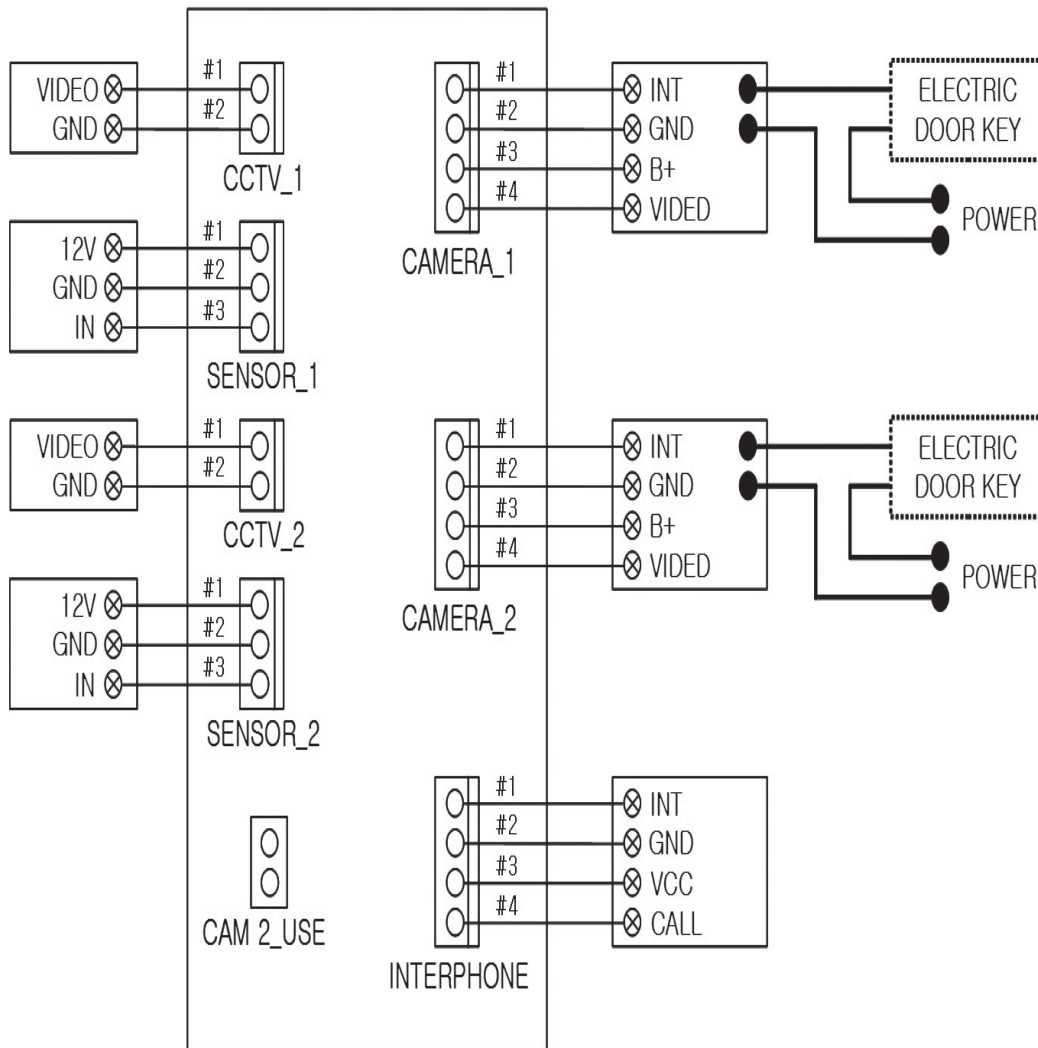 VIDEO
GND
#1
#2
CCTV_1
12V
GND
IN
#1
#2
#3
SENSOR_1
VIDEO
GND
#1
#2
CCTV_2
12V
GND
IN
#1
#2
#3
SENSOR_2
CAM 2_USE
#1
#2
#3
#4
CAMERA_1
INT
GND
B+
VIDED
ELECTRIC
DOOR KEY
POWER
#1
#2
#3
#4
CAMERA_2
INT
GND
B+
VIDED
ELECTRIC
DOOR KEY
POWER
#1
#2
#3
#4
INTERPHONE
INT
GND
VCC
CALL